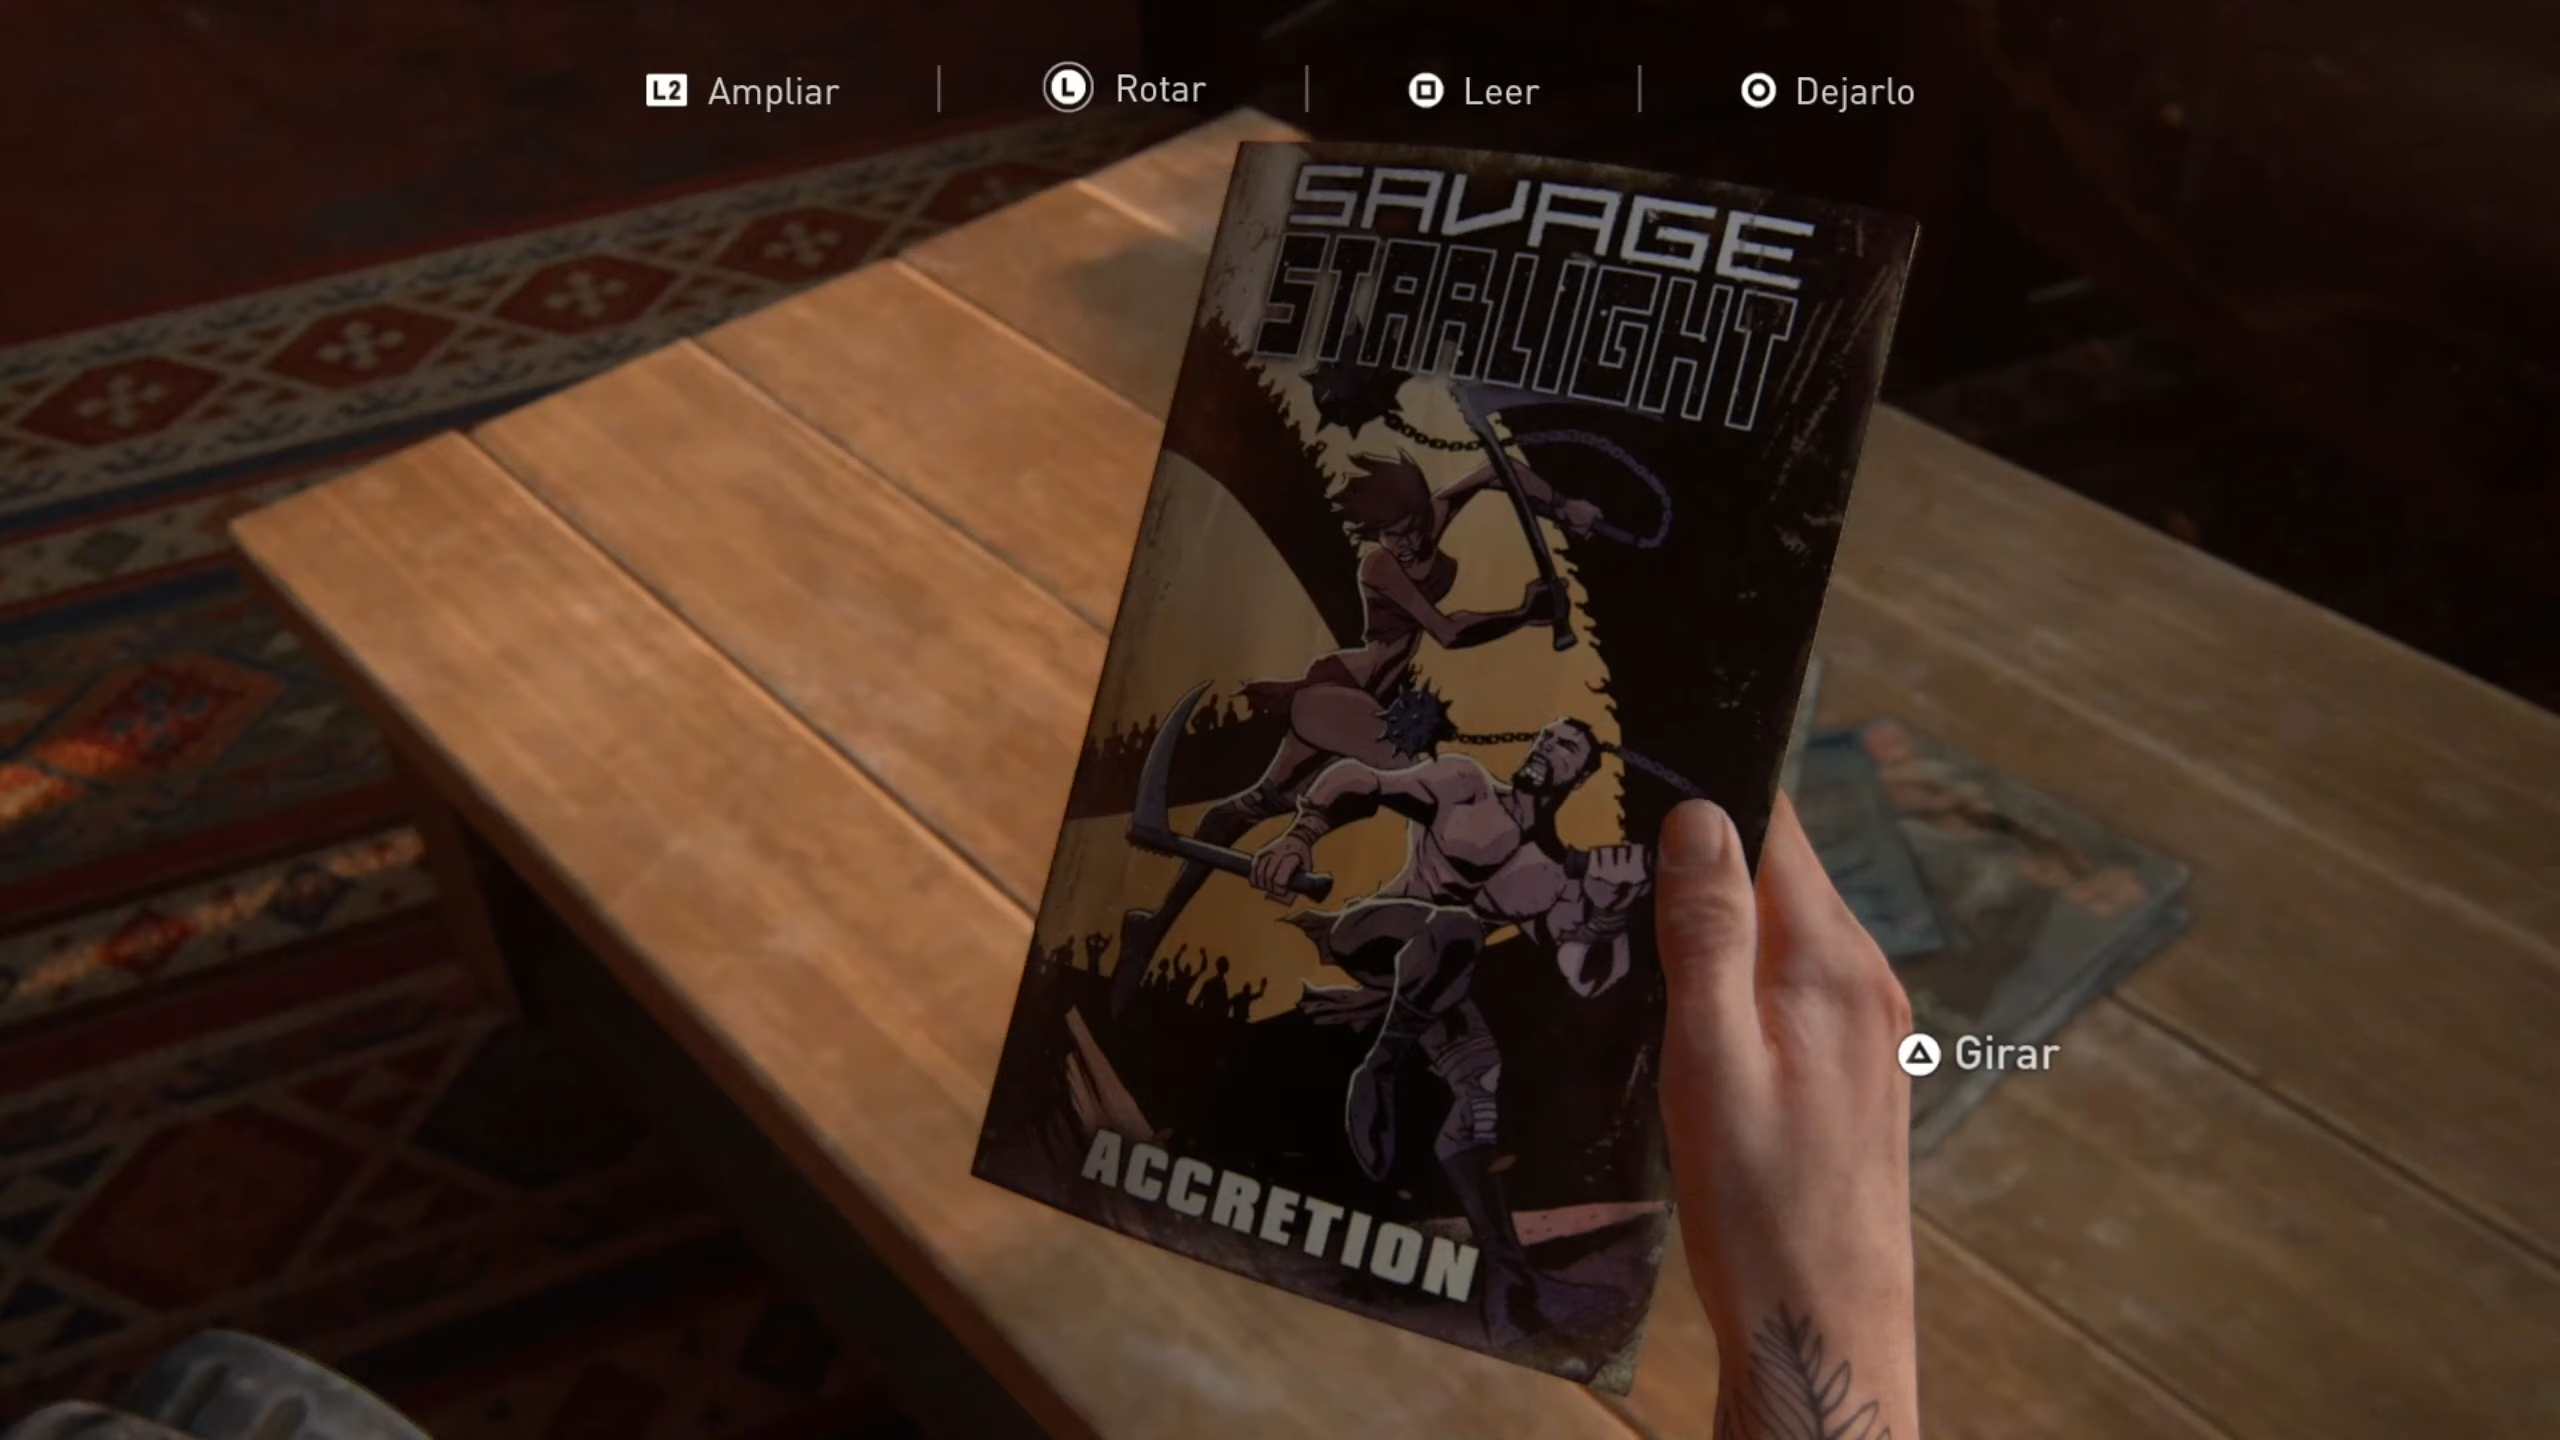 L2 Ampliar
L Rotar
Leer
Dejarlo
SAVAGE
STARLIGHT
ACCRETION
Girar